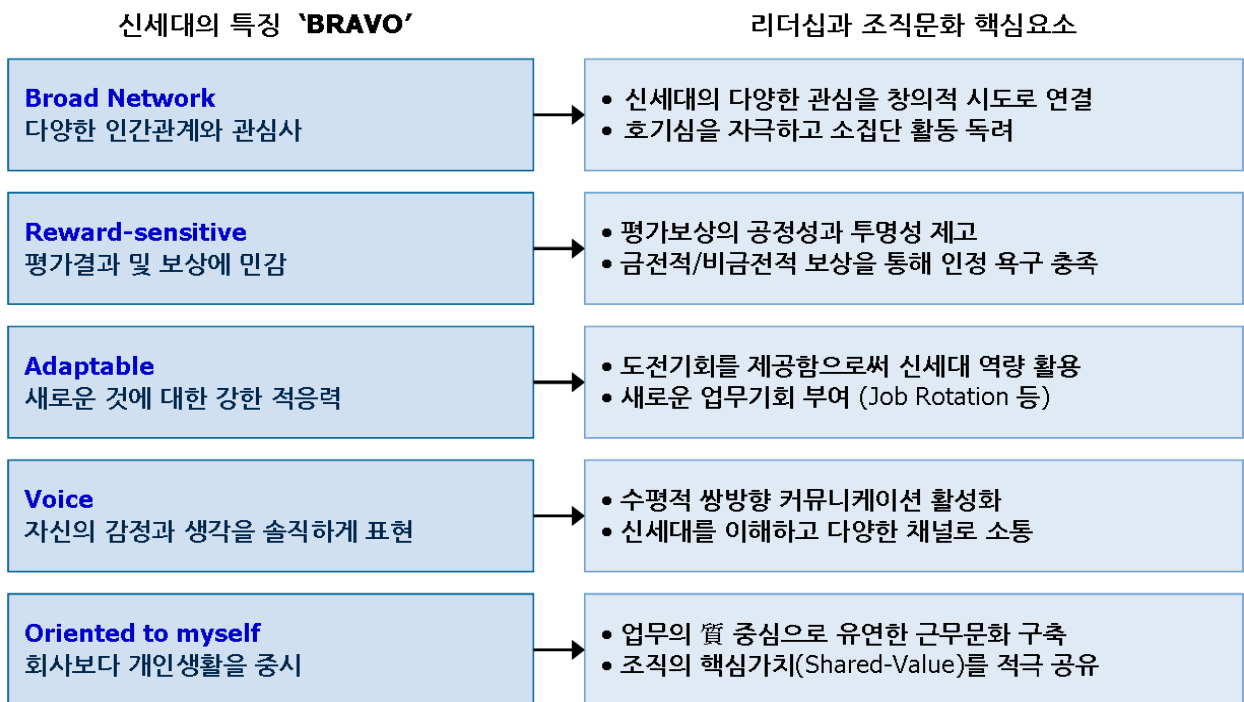 신세대의 특징 ‘BRAVO’
리더십과 조직문화 핵심요소
Broad Network
다양한 인간관계와 관심사
• 신세대의 다양한 관심을 창의적 시도로 연결
• 호기심을 자극하고 소집단 활동 독려
Reward-sensitive
평가결과 및 보상에 민감
• 평가보상의 공정성과 투명성 제고
• 금전적/비금전적 보상을 통해 인정 욕구 충족
Adaptable
새로운 것에 대한 강한 적응력
• 도전기회를 제공함으로써 신세대 역량 활용
• 새로운 업무기회 부여 (Job Rotation 등)
Voice
자신의 감정과 생각을 솔직하게 표현
• 수평적 쌍방향 커뮤니케이션 활성화
• 신세대를 이해하고 다양한 채널로 소통
Oriented to myself
회사보다 개인생활을 중시
• 업무의 質 중심으로 유연한 근무문화 구축
• 조직의 핵심가치(Shared-Value)를 적극 공유